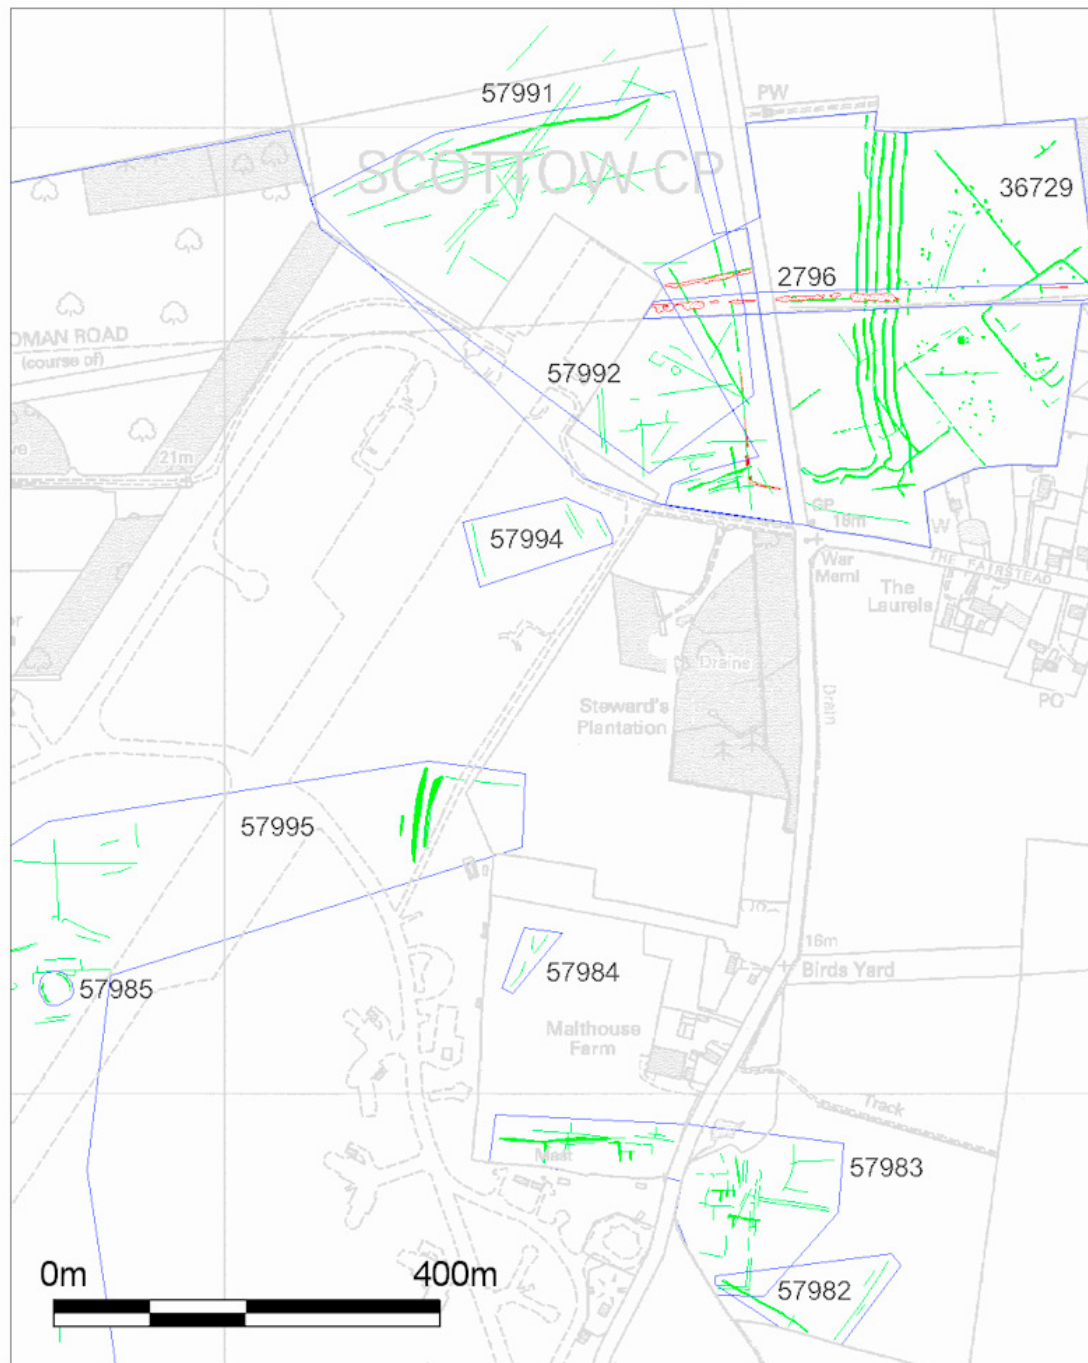 57991
PW
SCOTTOW CP
36729
2796
OMAN ROAD
(course of)
57992
21m
GP
18m
W
57994
War
Meml
THE FAIRSTEAD
The
Laurels
Drains
Drain
PO
Steward's
Plantation
57995
16m
Birds Yard
57984
57985
Malthouse
Farm
Track
Mast
57983
0m
400m
57982